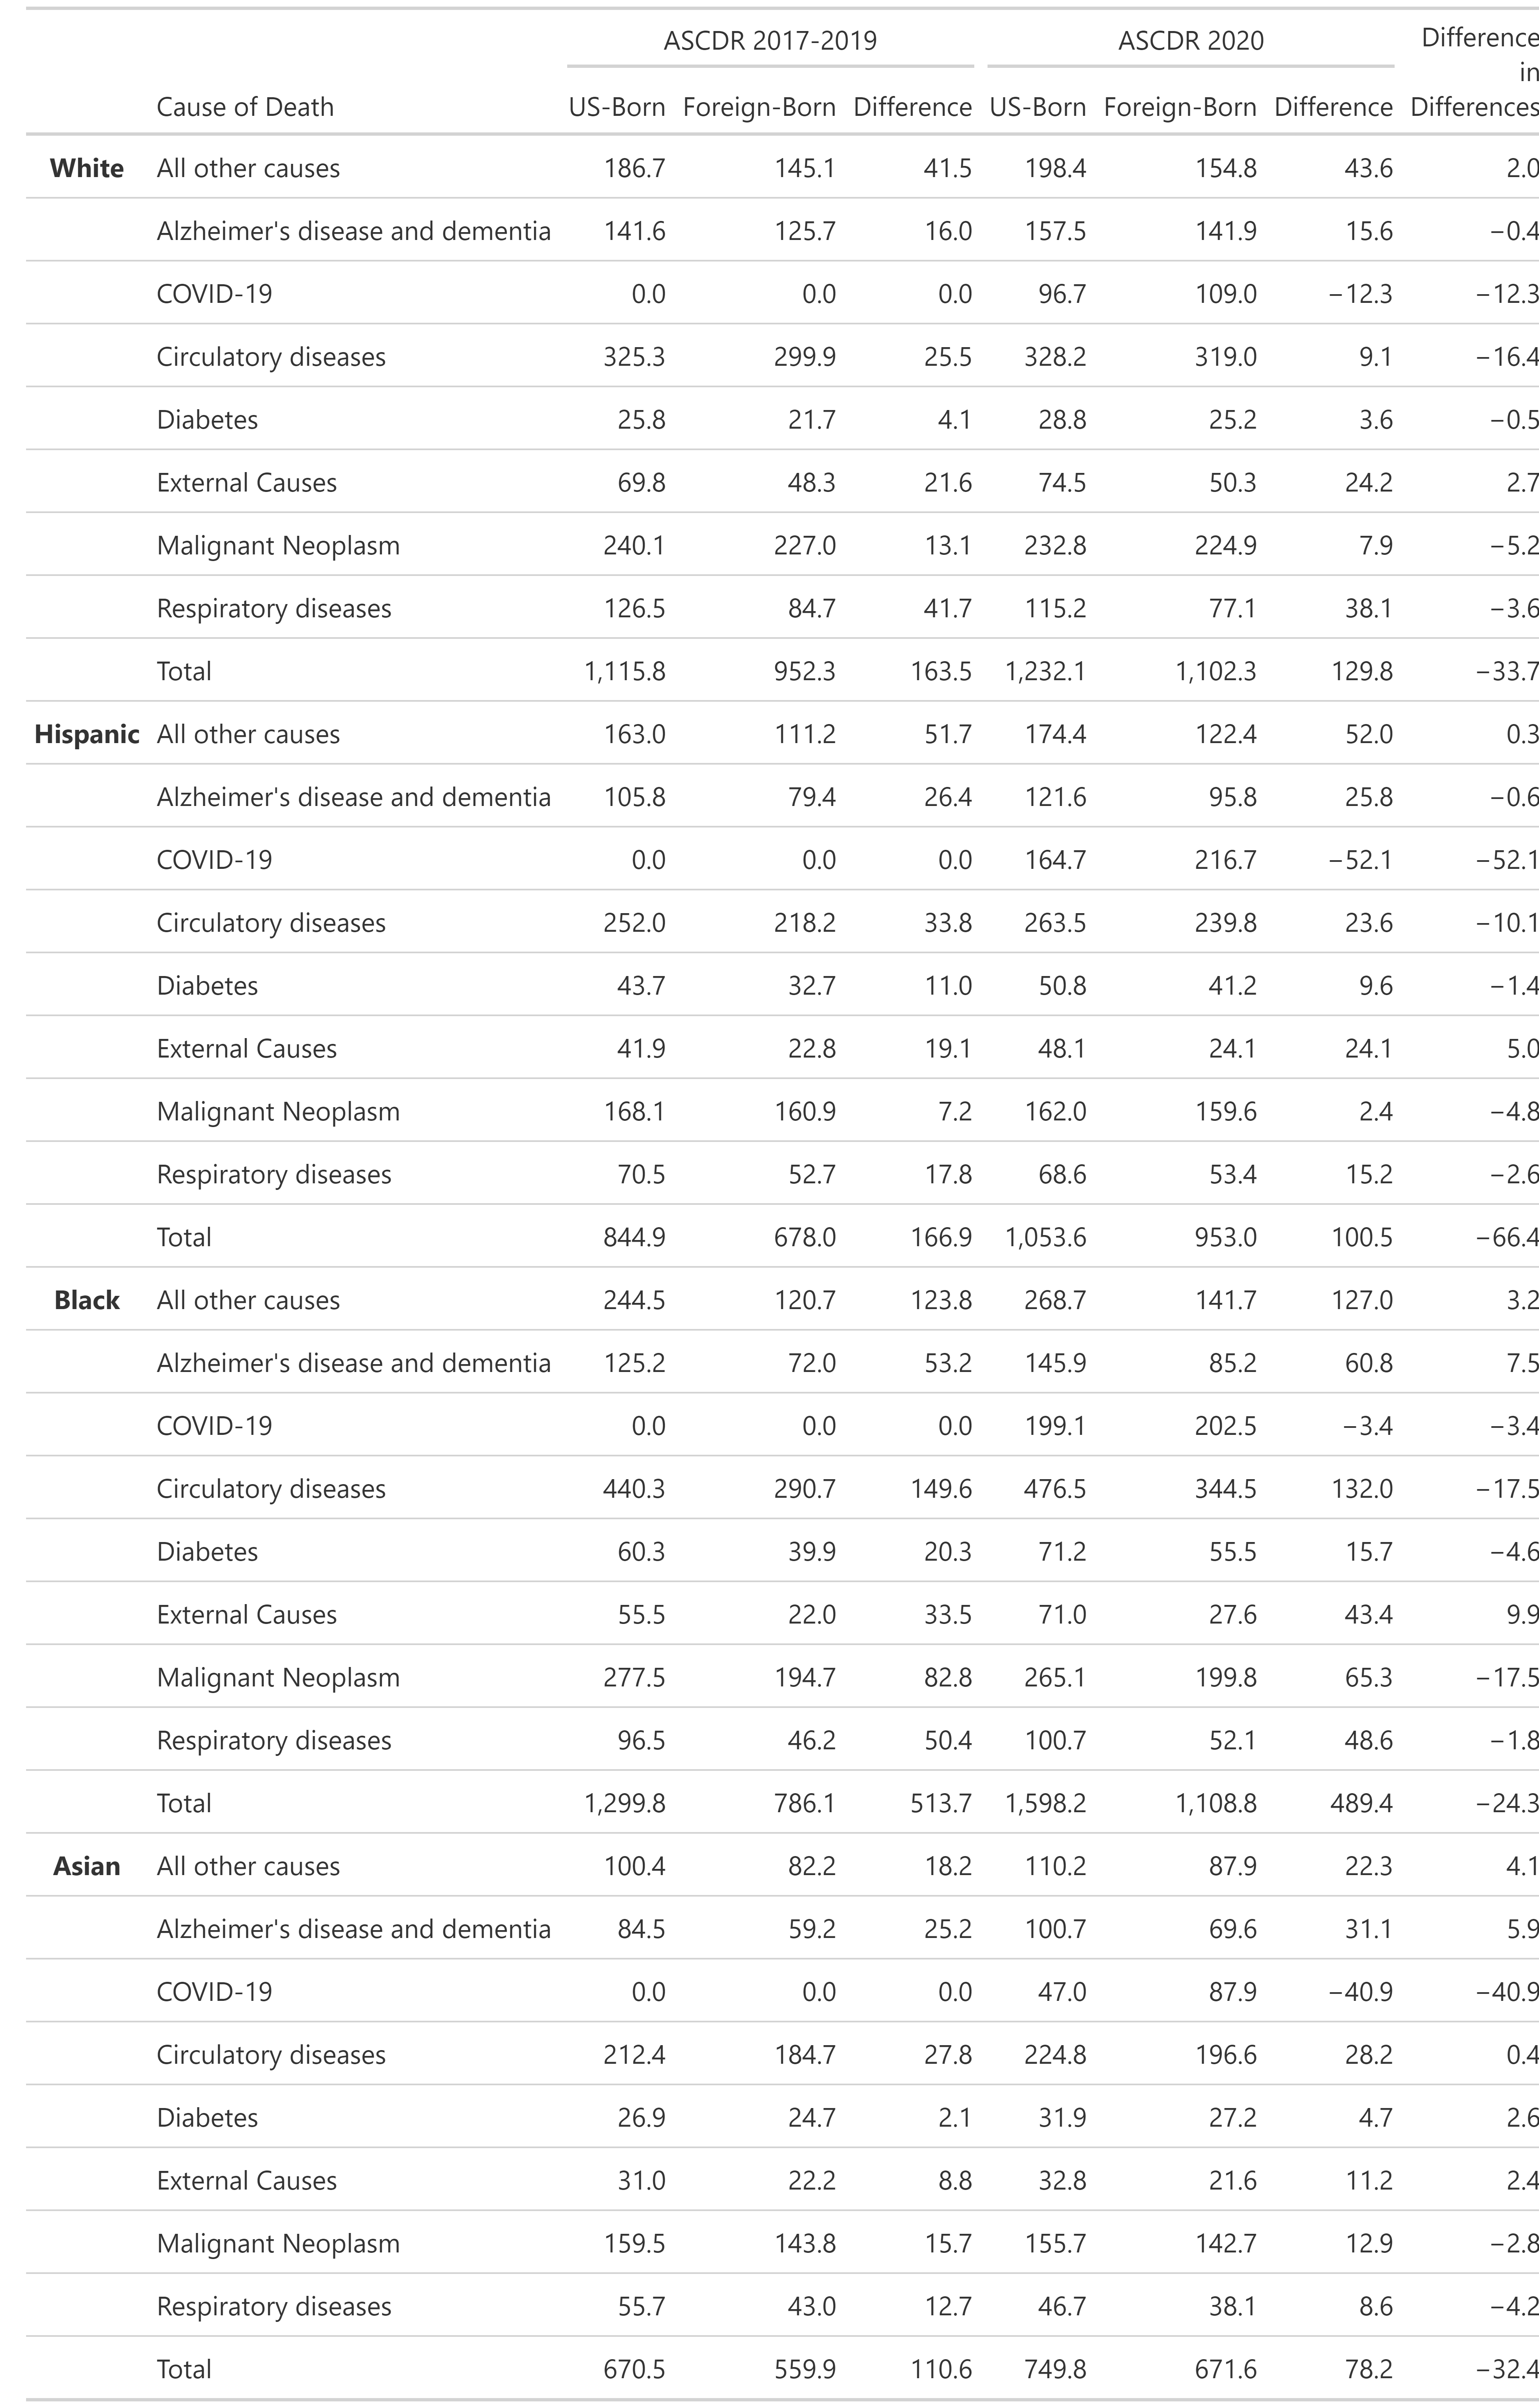 ASCDR 2017-2019 ASCDR 2020 Difference in Differences
Cause of Death US-Born Foreign-Born Difference US-Born Foreign-Born Difference
White All other causes 186.7 145.1 41.5 198.4 154.8 43.6 2.0
Alzheimer's disease and dementia 141.6 125.7 16.0 157.5 141.9 15.6 −0.4
COVID-19 0.0 0.0 0.0 96.7 109.0 −12.3 −12.3
Circulatory diseases 325.3 299.9 25.5 328.2 319.0 9.1 −16.4
Diabetes 25.8 21.7 4.1 28.8 25.2 3.6 −0.5
External Causes 69.8 48.3 21.6 74.5 50.3 24.2 2.7
Malignant Neoplasm 240.1 227.0 13.1 232.8 224.9 7.9 −5.2
Respiratory diseases 126.5 84.7 41.7 115.2 77.1 38.1 −3.6
Total 1,115.8 952.3 163.5 1,232.1 1,102.3 129.8 −33.7
Hispanic All other causes 163.0 111.2 51.7 174.4 122.4 52.0 0.3
Alzheimer's disease and dementia 105.8 79.4 26.4 121.6 95.8 25.8 −0.6
COVID-19 0.0 0.0 0.0 164.7 216.7 −52.1 −52.1
Circulatory diseases 252.0 218.2 33.8 263.5 239.8 23.6 −10.1
Diabetes 43.7 32.7 11.0 50.8 41.2 9.6 −1.4
External Causes 41.9 22.8 19.1 48.1 24.1 24.1 5.0
Malignant Neoplasm 168.1 160.9 7.2 162.0 159.6 2.4 −4.8
Respiratory diseases 70.5 52.7 17.8 68.6 53.4 15.2 −2.6
Total 844.9 678.0 166.9 1,053.6 953.0 100.5 −66.4
Black All other causes 244.5 120.7 123.8 268.7 141.7 127.0 3.2
Alzheimer's disease and dementia 125.2 72.0 53.2 145.9 85.2 60.8 7.5
COVID-19 0.0 0.0 0.0 199.1 202.5 −3.4 −3.4
Circulatory diseases 440.3 290.7 149.6 476.5 344.5 132.0 −17.5
Diabetes 60.3 39.9 20.3 71.2 55.5 15.7 −4.6
External Causes 55.5 22.0 33.5 71.0 27.6 43.4 9.9
Malignant Neoplasm 277.5 194.7 82.8 265.1 199.8 65.3 −17.5
Respiratory diseases 96.5 46.2 50.4 100.7 52.1 48.6 −1.8
Total 1,299.8 786.1 513.7 1,598.2 1,108.8 489.4 −24.3
Asian All other causes 100.4 82.2 18.2 110.2 87.9 22.3 4.1
Alzheimer's disease and dementia 84.5 59.2 25.2 100.7 69.6 31.1 5.9
COVID-19 0.0 0.0 0.0 47.0 87.9 −40.9 −40.9
Circulatory diseases 212.4 184.7 27.8 224.8 196.6 28.2 0.4
Diabetes 26.9 24.7 2.1 31.9 27.2 4.7 2.6
External Causes 31.0 22.2 8.8 32.8 21.6 11.2 2.4
Malignant Neoplasm 159.5 143.8 15.7 155.7 142.7 12.9 −2.8
Respiratory diseases 55.7 43.0 12.7 46.7 38.1 8.6 −4.2
Total 670.5 559.9 110.6 749.8 671.6 78.2 −32.4